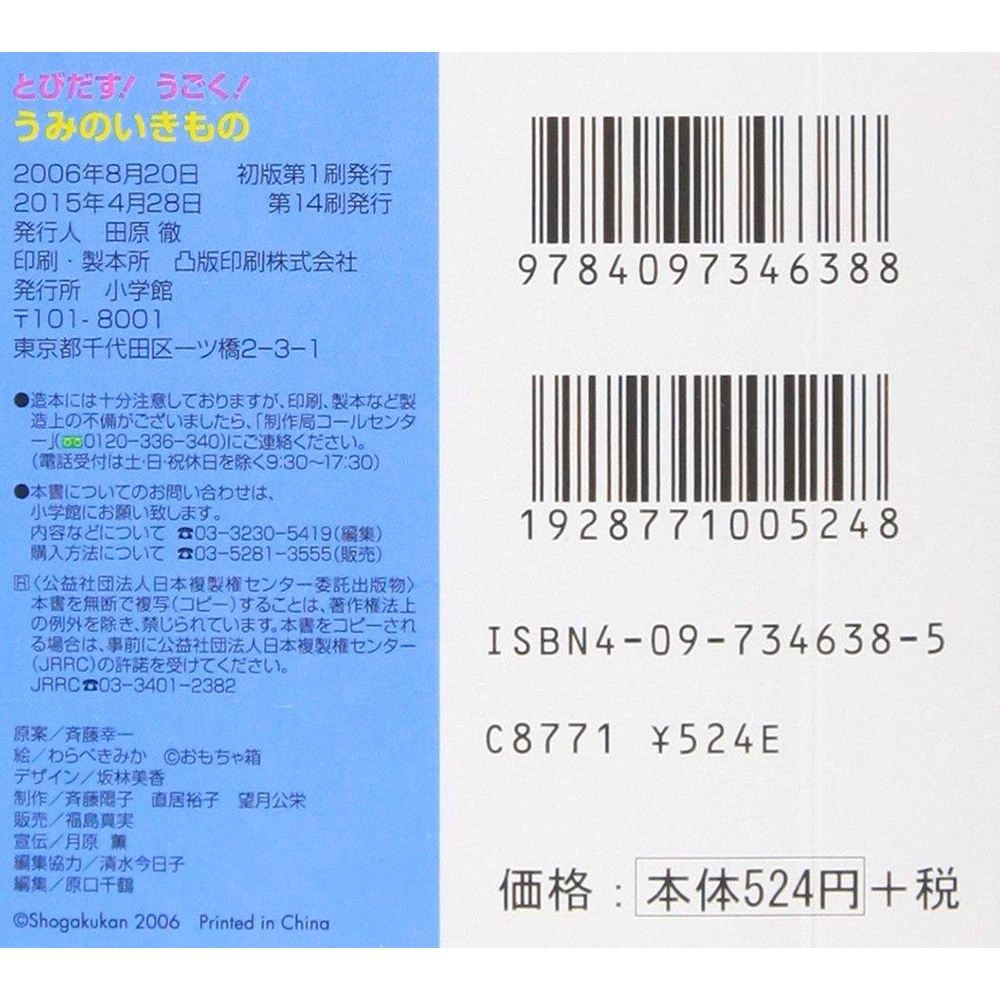 とびだす! うごく!
うみのいきもの
2006年8月20日 初版第1刷発行
2015年4月28日 第14刷発行
発行人 田原 徹
印刷・製本所 凸版印刷株式会社
発行所 小学館
〒101-8001
東京都千代田区一ツ橋2-3-1
●造本には十分注意しておりますが、印刷、製本など製
造上の不備がございましたら、「制作局コールセンタ
ー」(0120-336-340)にご連絡ください。
(電話受付は土・日・祝休日を除く9:30〜17:30)
●本書についてのお問い合わせは、
小学館にお願い致します。
内容などについて ☎03-3230-5419(編集)
購入方法について ☎03-5281-3555(販売)
Ⓡ〈公益社団法人日本複製権センター委託出版物〉
本書を無断で複写(コピー)することは、著作権法上
の例外を除き、禁じられています。本書をコピーされ
る場合は、事前に公益社団法人日本複製権センター
(JRRC)の許諾を受けてください。
JRRC☎03-3401-2382
原案/斉藤幸一
絵/わらべきみか ©おもちゃ箱
デザイン/坂林美香
制作/斉藤陽子 直居裕子 望月公栄
販売/福島真実
宣伝/月原 薫
編集協力/清水今日子
編集/原口千鶴
©Shogakukan 2006 Printed in China
9784097346388
1928771005248
ISBN4-09-734638-5
C8771 ¥524E
価格:本体524円+税